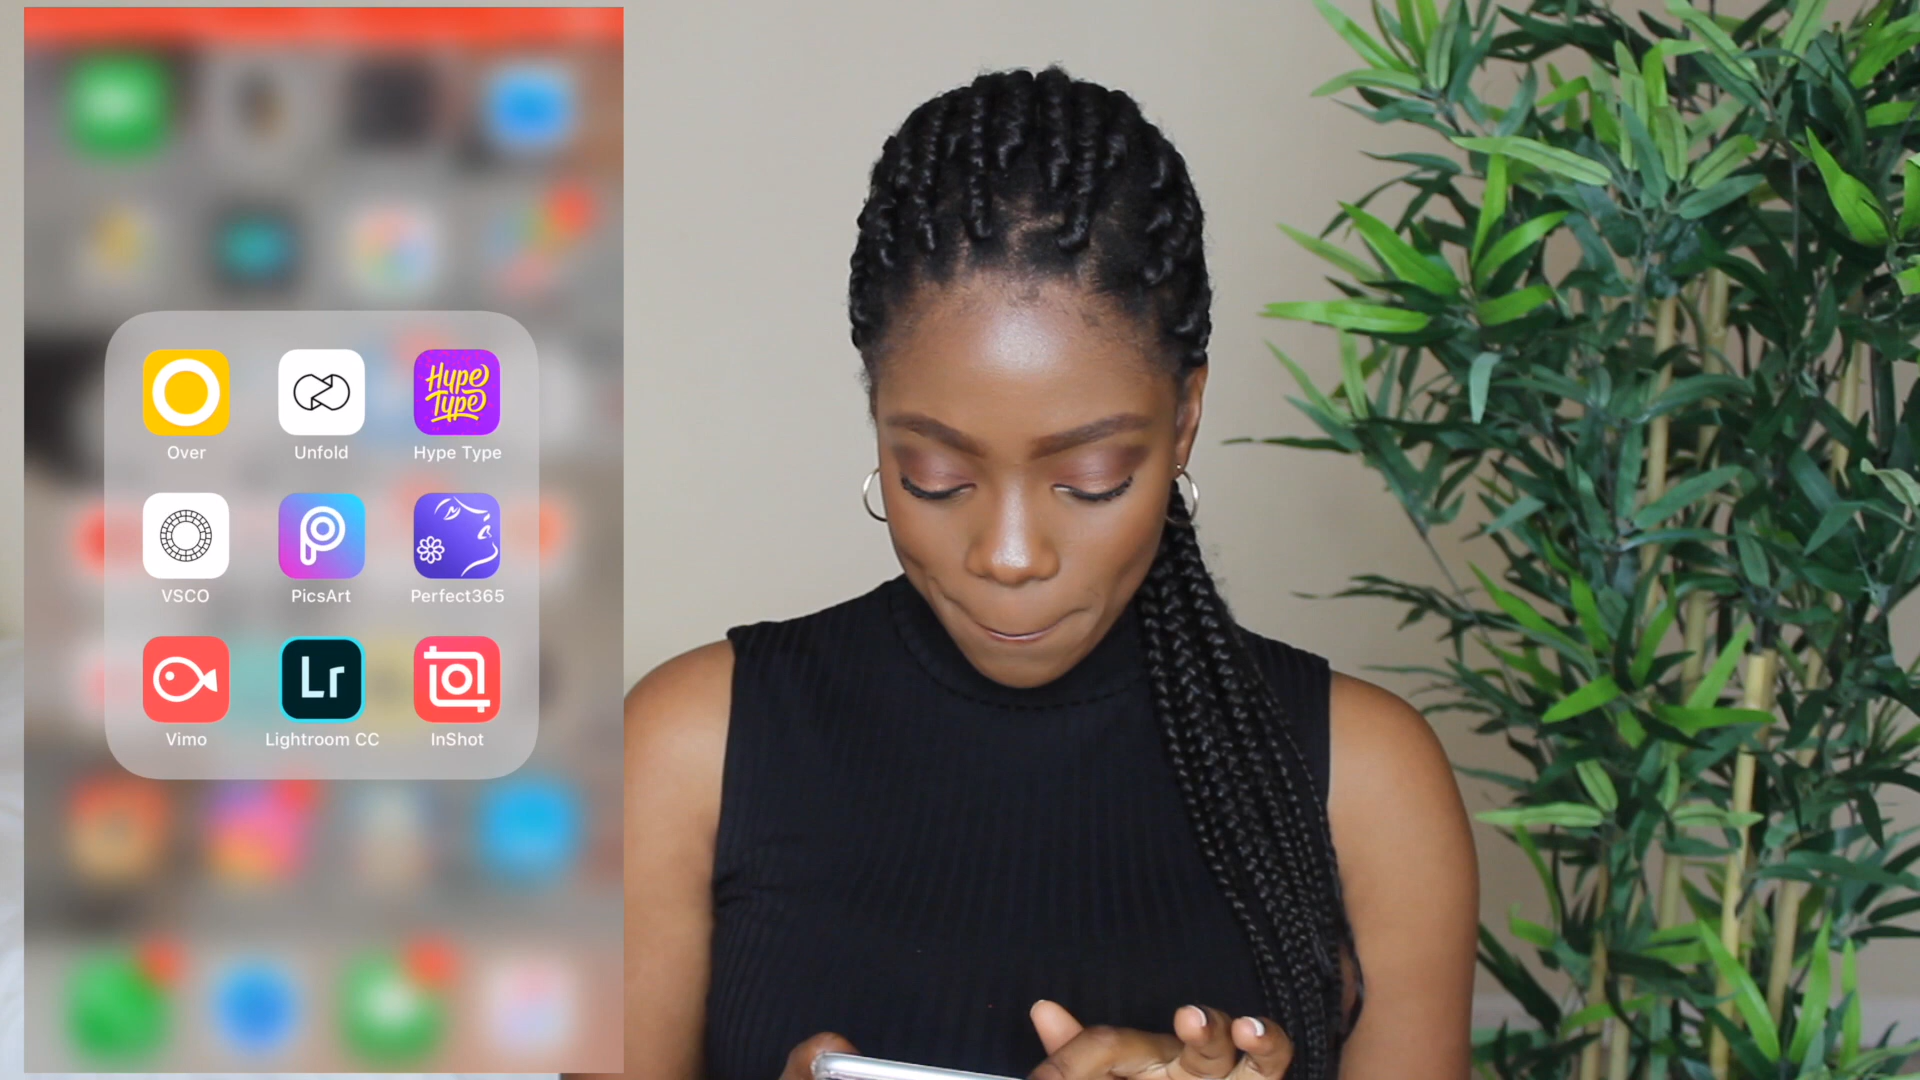 Over
Unfold
Hype Type
Hype Type
VSCO
PicsArt
Perfect365
Lr
Vimo
Lightroom CC
InShot